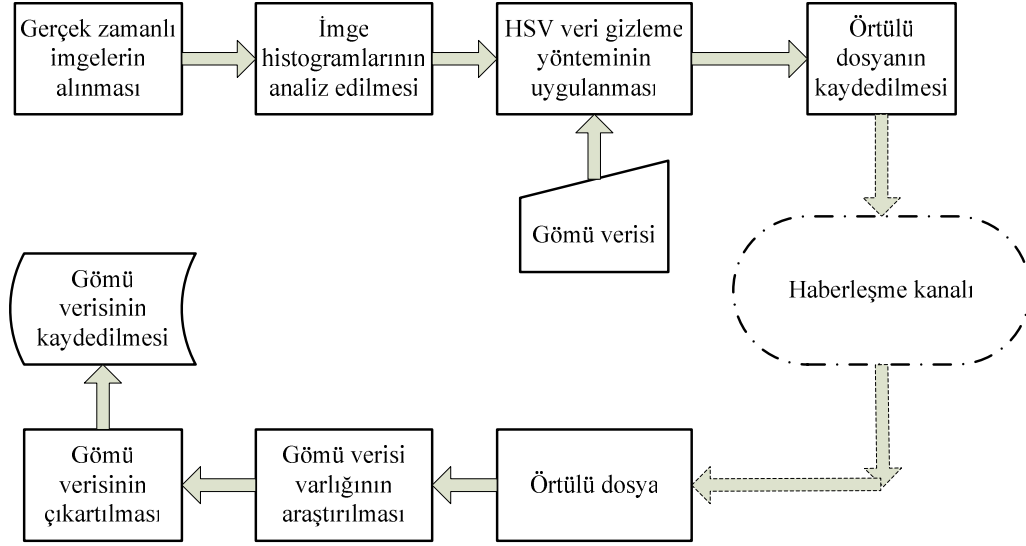 Gerçek zamanlı
imgelerin
alınması
İmge
histogramlarının
analiz edilmesi
HSV veri gizleme
yönteminin
uygulanması
Örtülü
dosyanın
kaydedilmesi
Gömü verisi
Haberleşme kanalı
Örtülü dosya
Gömü verisi
varlığının
araştırılması
Gömü
verisinin
çıkartılması
Gömü
verisinin
kaydedilmesi